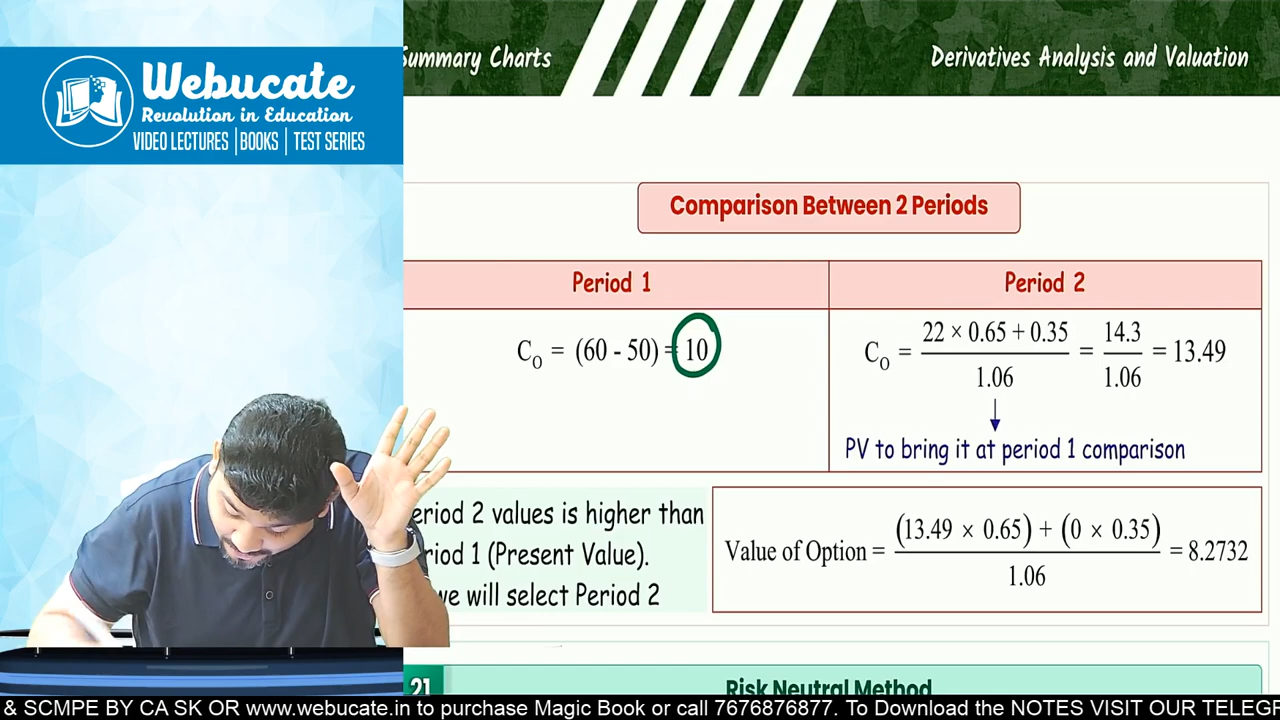 Summary Charts
Derivatives Analysis and Valuation
Webucate
Revolution in Education
VIDEO LECTURES | BOOKS | TEST SERIES
Comparison Between 2 Periods
Period 1
Period 2
C_O = (60 - 50) = 10
C_O = (22 × 0.65 + 0.35)/1.06 = 14.3/1.06 = 13.49
PV to bring it at period 1 comparison
eriod 2 values is higher than
riod 1 (Present Value).
we will select Period 2
Value of Option = ((13.49 × 0.65) + (0 × 0.35))/1.06 = 8.2732
21
Risk Neutral Method
& SCMPE BY CA SK OR www.webucate.in to purchase Magic Book or call 7676876877. To Download the NOTES VISIT OUR TELEGR